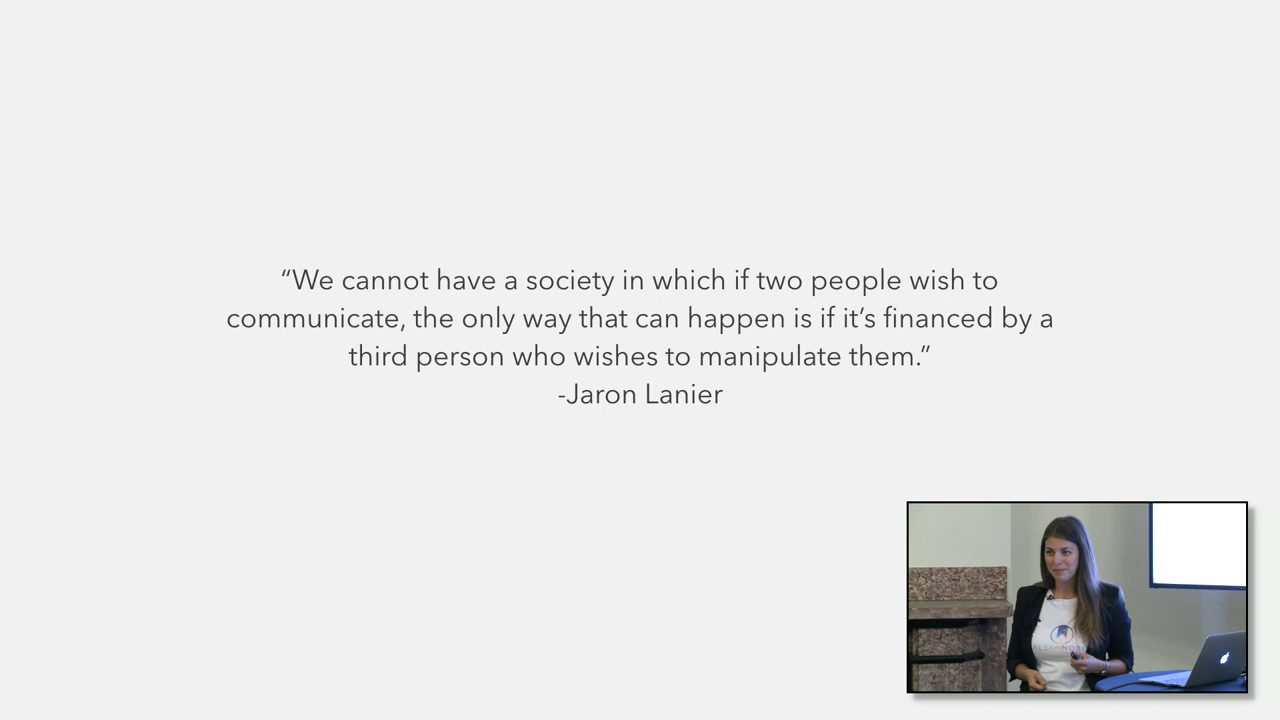 “We cannot have a society in which if two people wish to
communicate, the only way that can happen is if it’s financed by a
third person who wishes to manipulate them.”
-Jaron Lanier